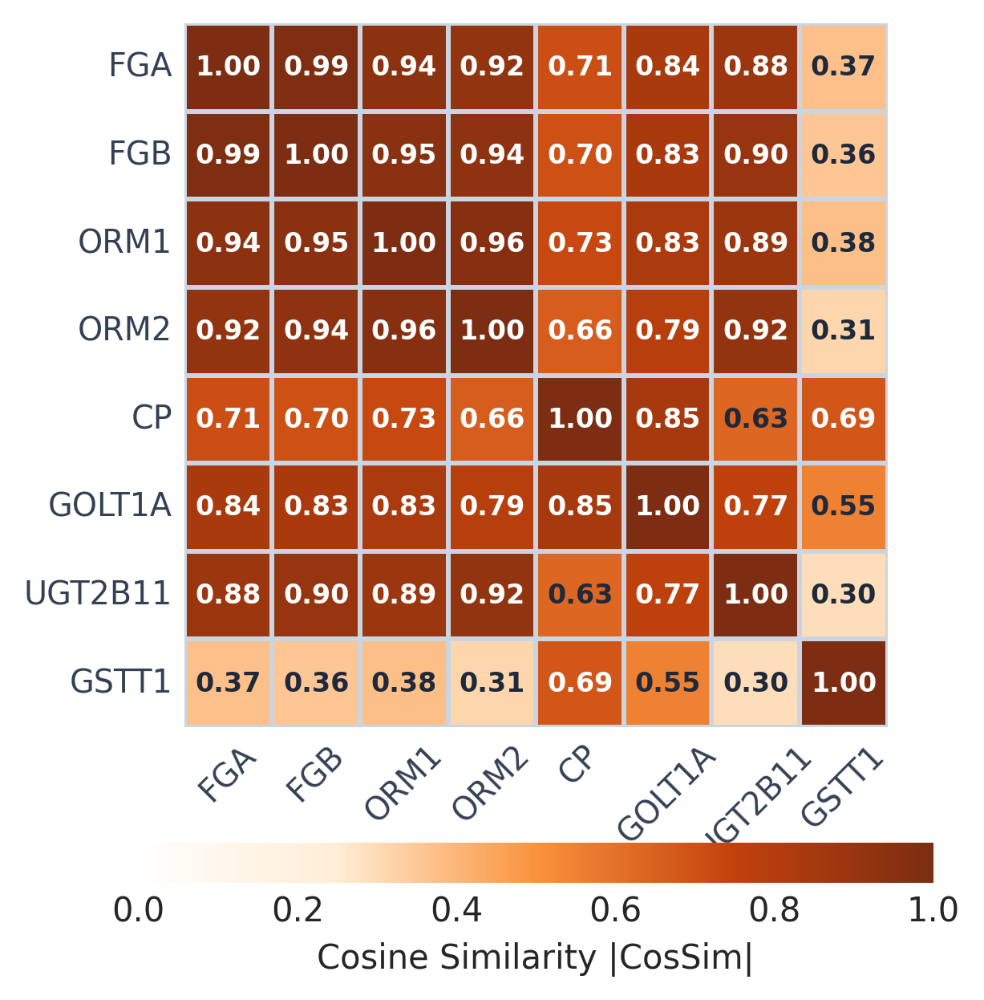 FGA 1.00 0.99 0.94 0.92 0.71 0.84 0.88 0.37
FGB 0.99 1.00 0.95 0.94 0.70 0.83 0.90 0.36
ORM1 0.94 0.95 1.00 0.96 0.73 0.83 0.89 0.38
ORM2 0.92 0.94 0.96 1.00 0.66 0.79 0.92 0.31
CP 0.71 0.70 0.73 0.66 1.00 0.85 0.63 0.69
GOLT1A 0.84 0.83 0.83 0.79 0.85 1.00 0.77 0.55
UGT2B11 0.88 0.90 0.89 0.92 0.63 0.77 1.00 0.30
GSTT1 0.37 0.36 0.38 0.31 0.69 0.55 0.30 1.00
FGA FGB ORM1 ORM2 CP GOLT1A UGT2B11 GSTT1
0.0 0.2 0.4 0.6 0.8 1.0
Cosine Similarity |CosSim|